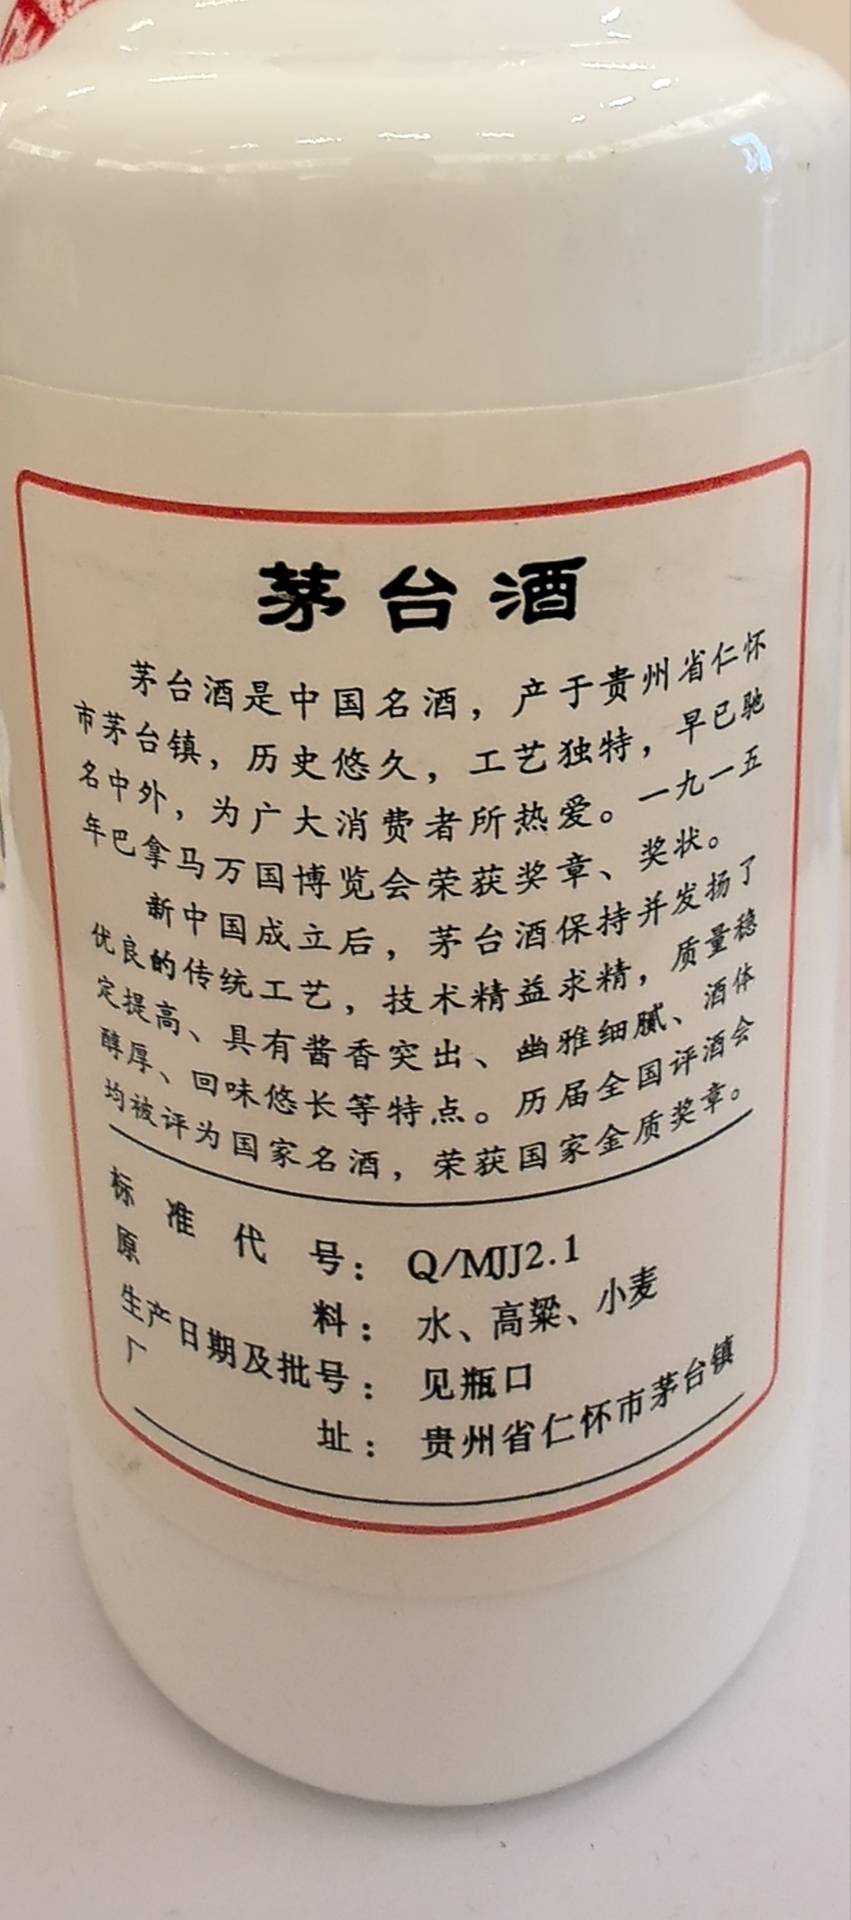 茅台酒
茅台酒是中国名酒，产于贵州省仁怀
市茅台镇，历史悠久，工艺独特，早已驰
名中外，为广大消费者所热爱。一九一五
年巴拿马万国博览会荣获奖章、奖状。
新中国成立后，茅台酒保持并发扬了
优良的传统工艺，技术精益求精，质量稳
定提高、具有酱香突出、幽雅细腻、酒体
醇厚、回味悠长等特点。历届全国评酒会
均被评为国家名酒，荣获国家金质奖章。
标准代号：Q/MJJ2.1
原料：水、高粱、小麦
生产日期及批号：见瓶口
厂址：贵州省仁怀市茅台镇